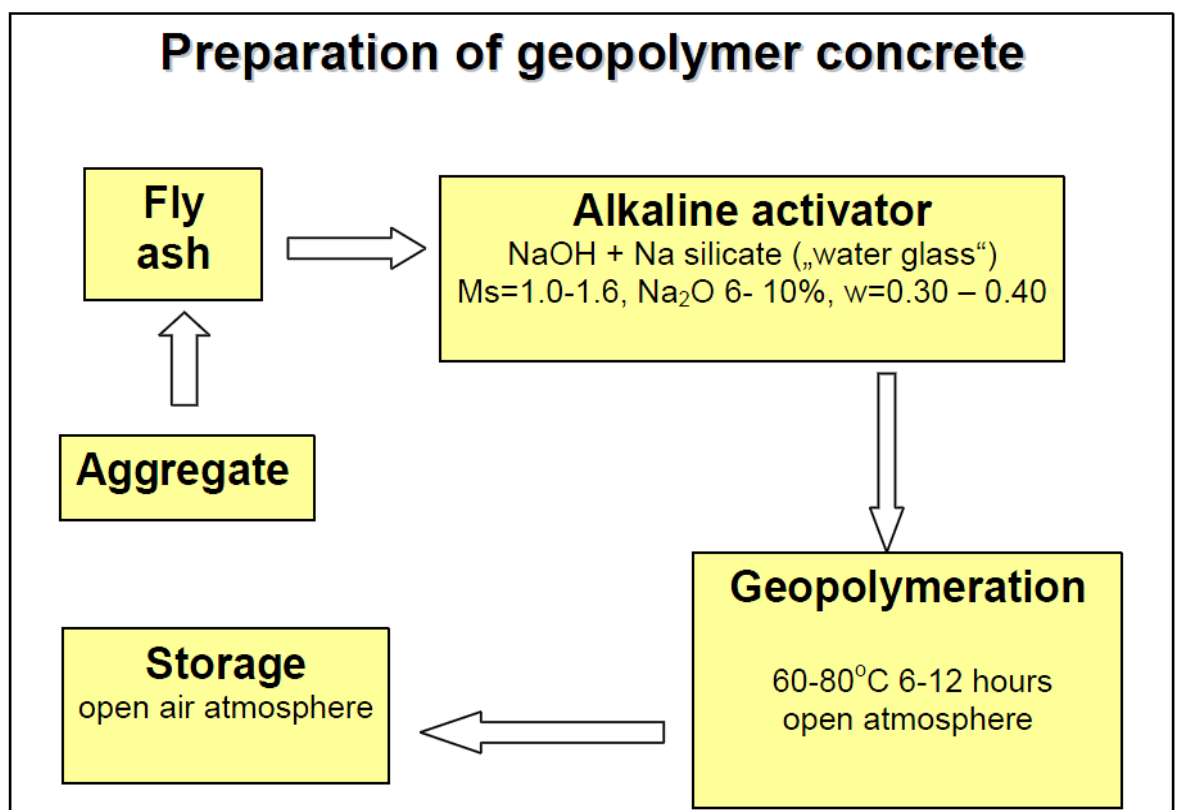 Preparation of geopolymer concrete
Fly
ash
Alkaline activator
NaOH + Na silicate („water glass“)
Ms=1.0-1.6, Na₂O 6- 10%, w=0.30 – 0.40
Aggregate
Geopolymeration
60-80°C 6-12 hours
open atmosphere
Storage
open air atmosphere